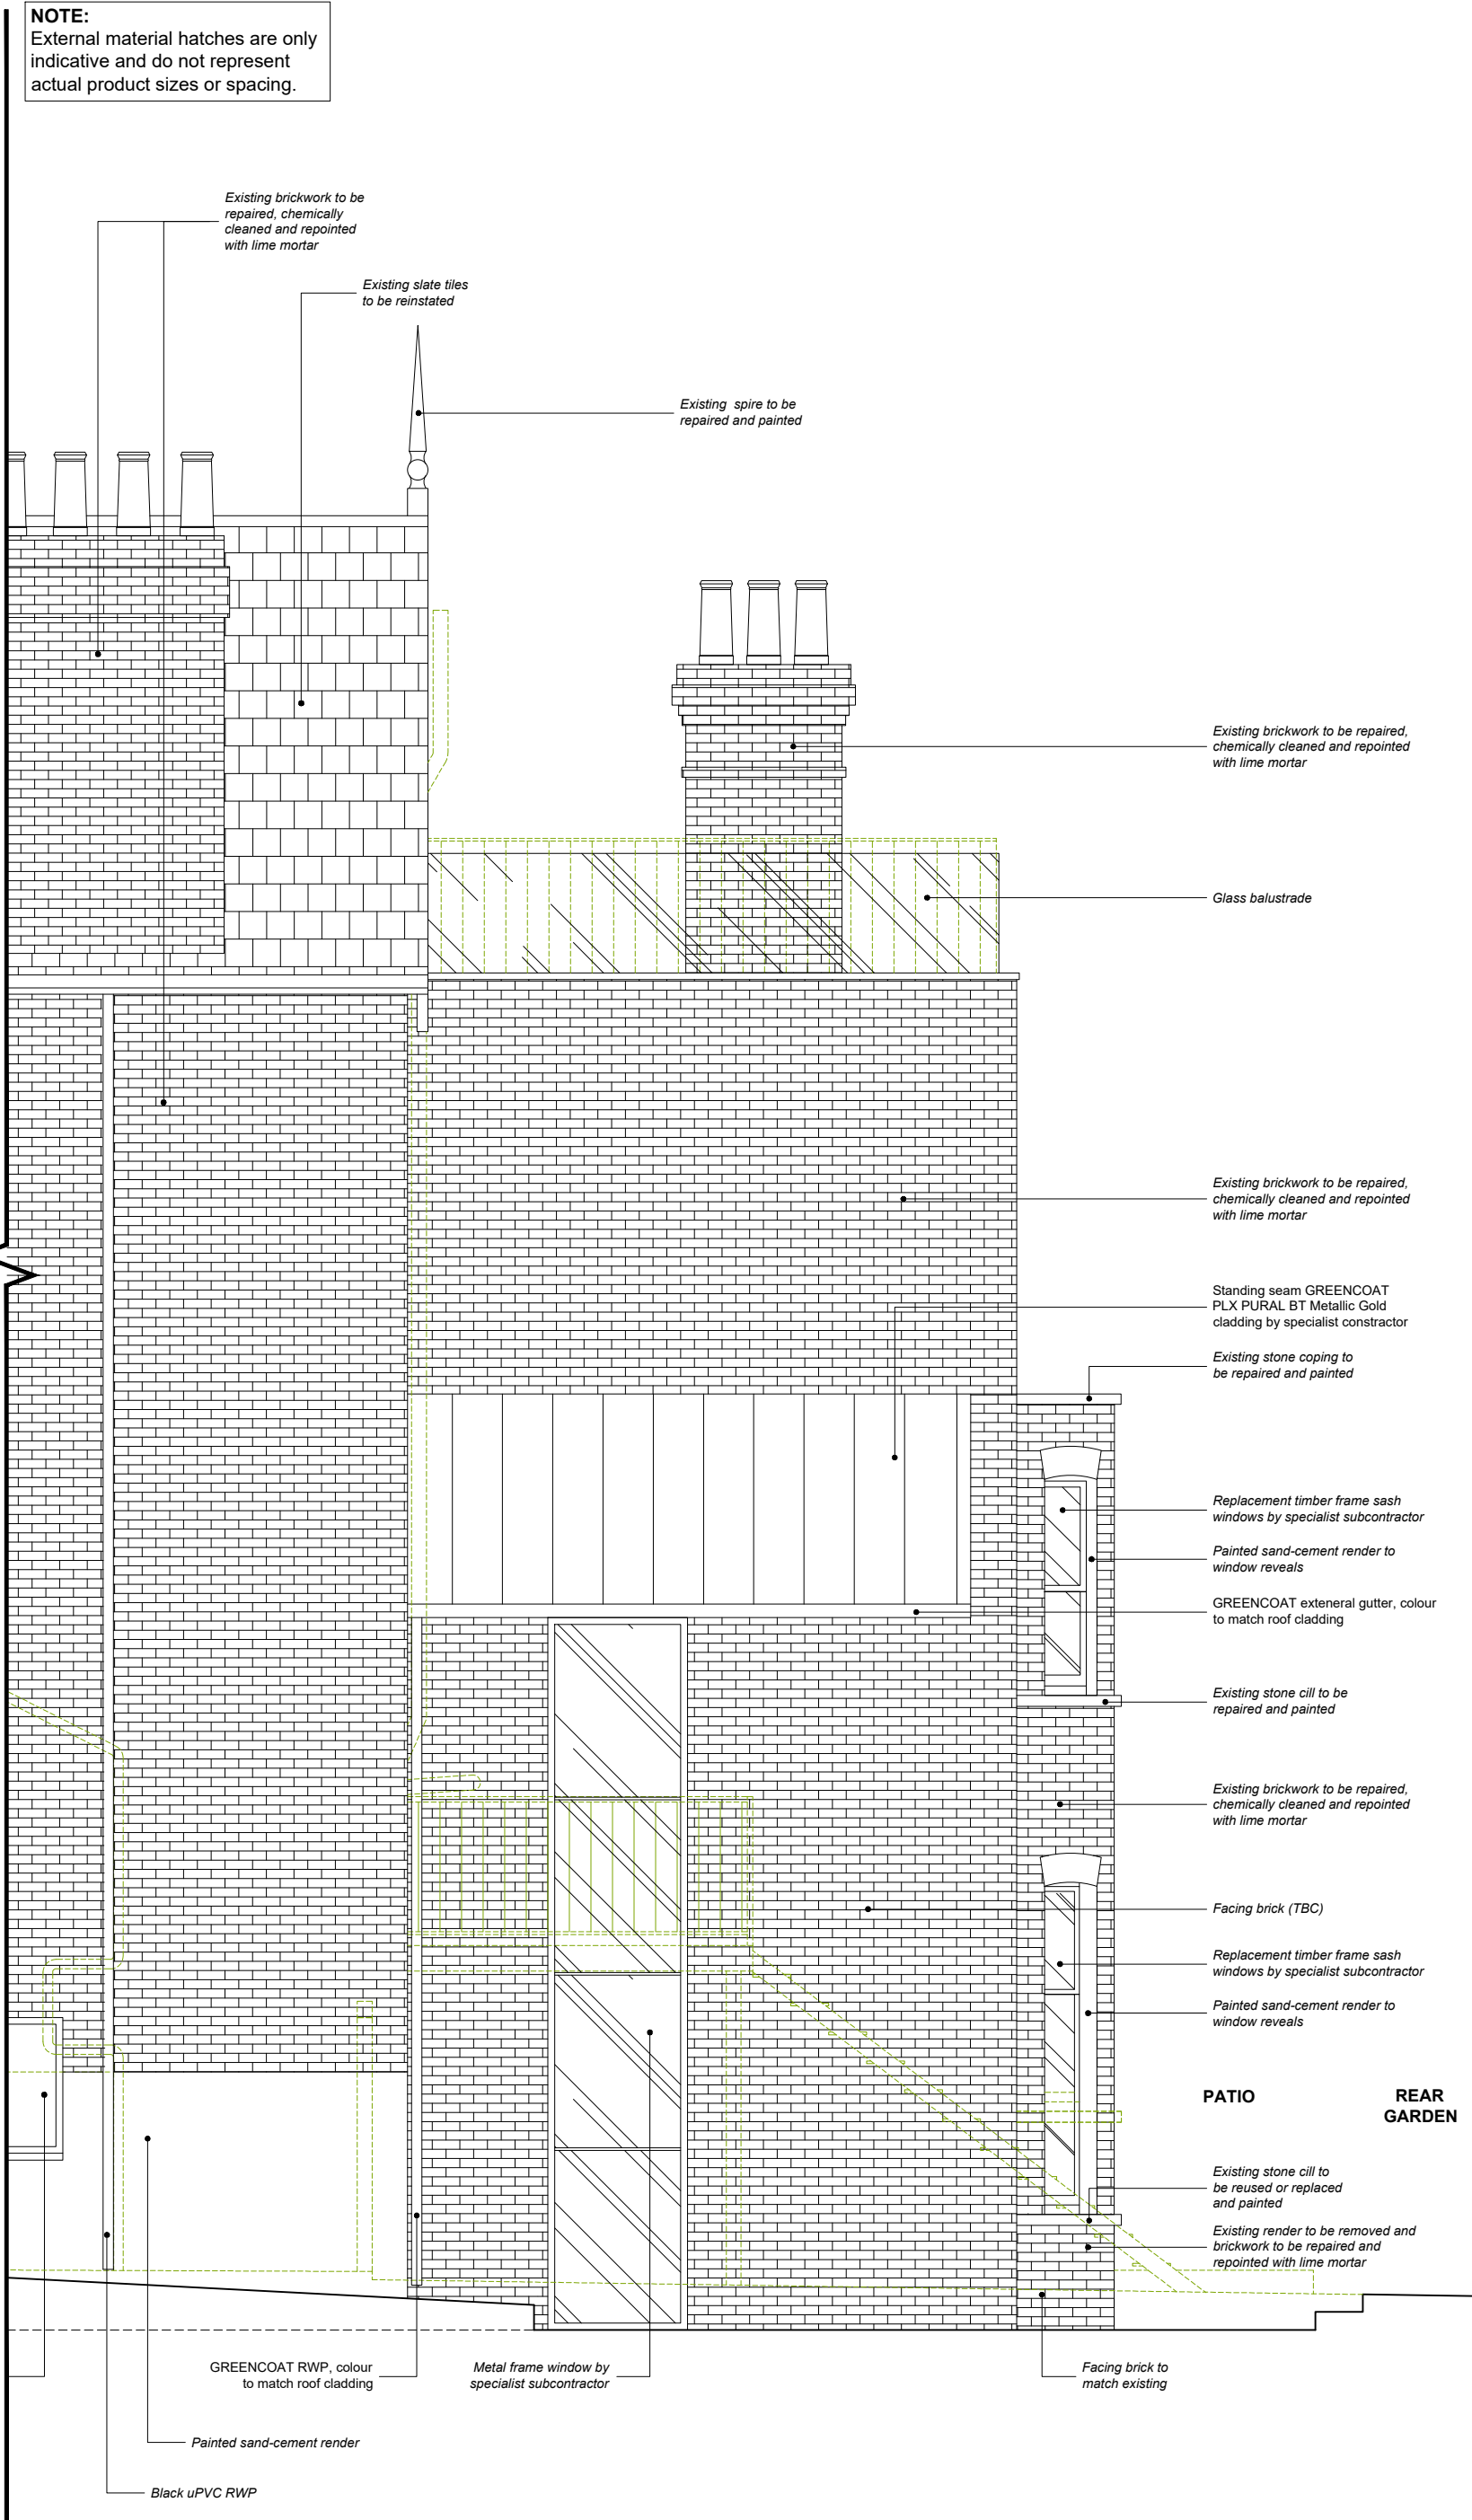 NOTE:
External material hatches are only
indicative and do not represent
actual product sizes or spacing.
Existing brickwork to be
repaired, chemically
cleaned and repointed
with lime mortar
Existing slate tiles
to be reinstated
Existing spire to be
repaired and painted
Existing brickwork to be repaired,
chemically cleaned and repointed
with lime mortar
Glass balustrade
Existing brickwork to be repaired,
chemically cleaned and repointed
with lime mortar
Standing seam GREENCOAT
PLX PURAL BT Metallic Gold
cladding by specialist constractor
Existing stone coping to
be repaired and painted
Replacement timber frame sash
windows by specialist subcontractor
Painted sand-cement render to
window reveals
GREENCOAT exteneral gutter, colour
to match roof cladding
Existing stone cill to be
repaired and painted
Existing brickwork to be repaired,
chemically cleaned and repointed
with lime mortar
Facing brick (TBC)
Replacement timber frame sash
windows by specialist subcontractor
Painted sand-cement render to
window reveals
PATIO
REAR
GARDEN
Existing stone cill to
be reused or replaced
and painted
Existing render to be removed and
brickwork to be repaired and
repointed with lime mortar
GREENCOAT RWP, colour
to match roof cladding
Metal frame window by
specialist subcontractor
Facing brick to
match existing
Painted sand-cement render
Black uPVC RWP